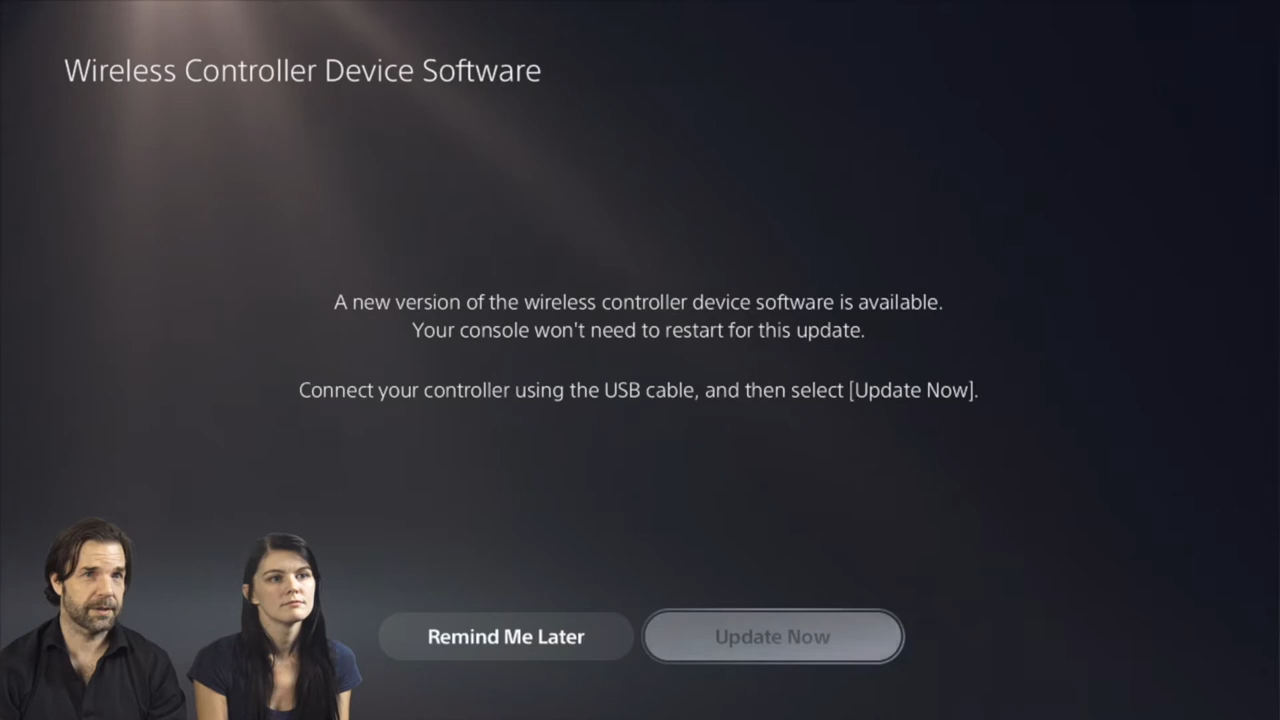 Wireless Controller Device Software
A new version of the wireless controller device software is available.
Your console won't need to restart for this update.
Connect your controller using the USB cable, and then select [Update Now].
Remind Me Later
Update Now